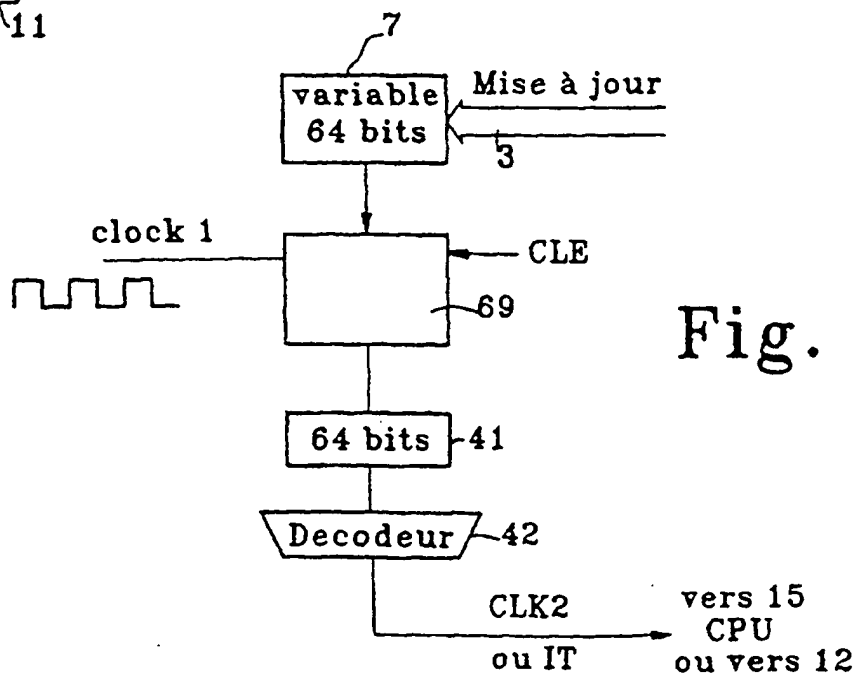 11
7
variable
64 bits
Mise à jour
3
clock 1
CLE
69
Fig.
64 bits
41
Decodeur
42
CLK2
ou IT
vers 15
CPU
ou vers 12